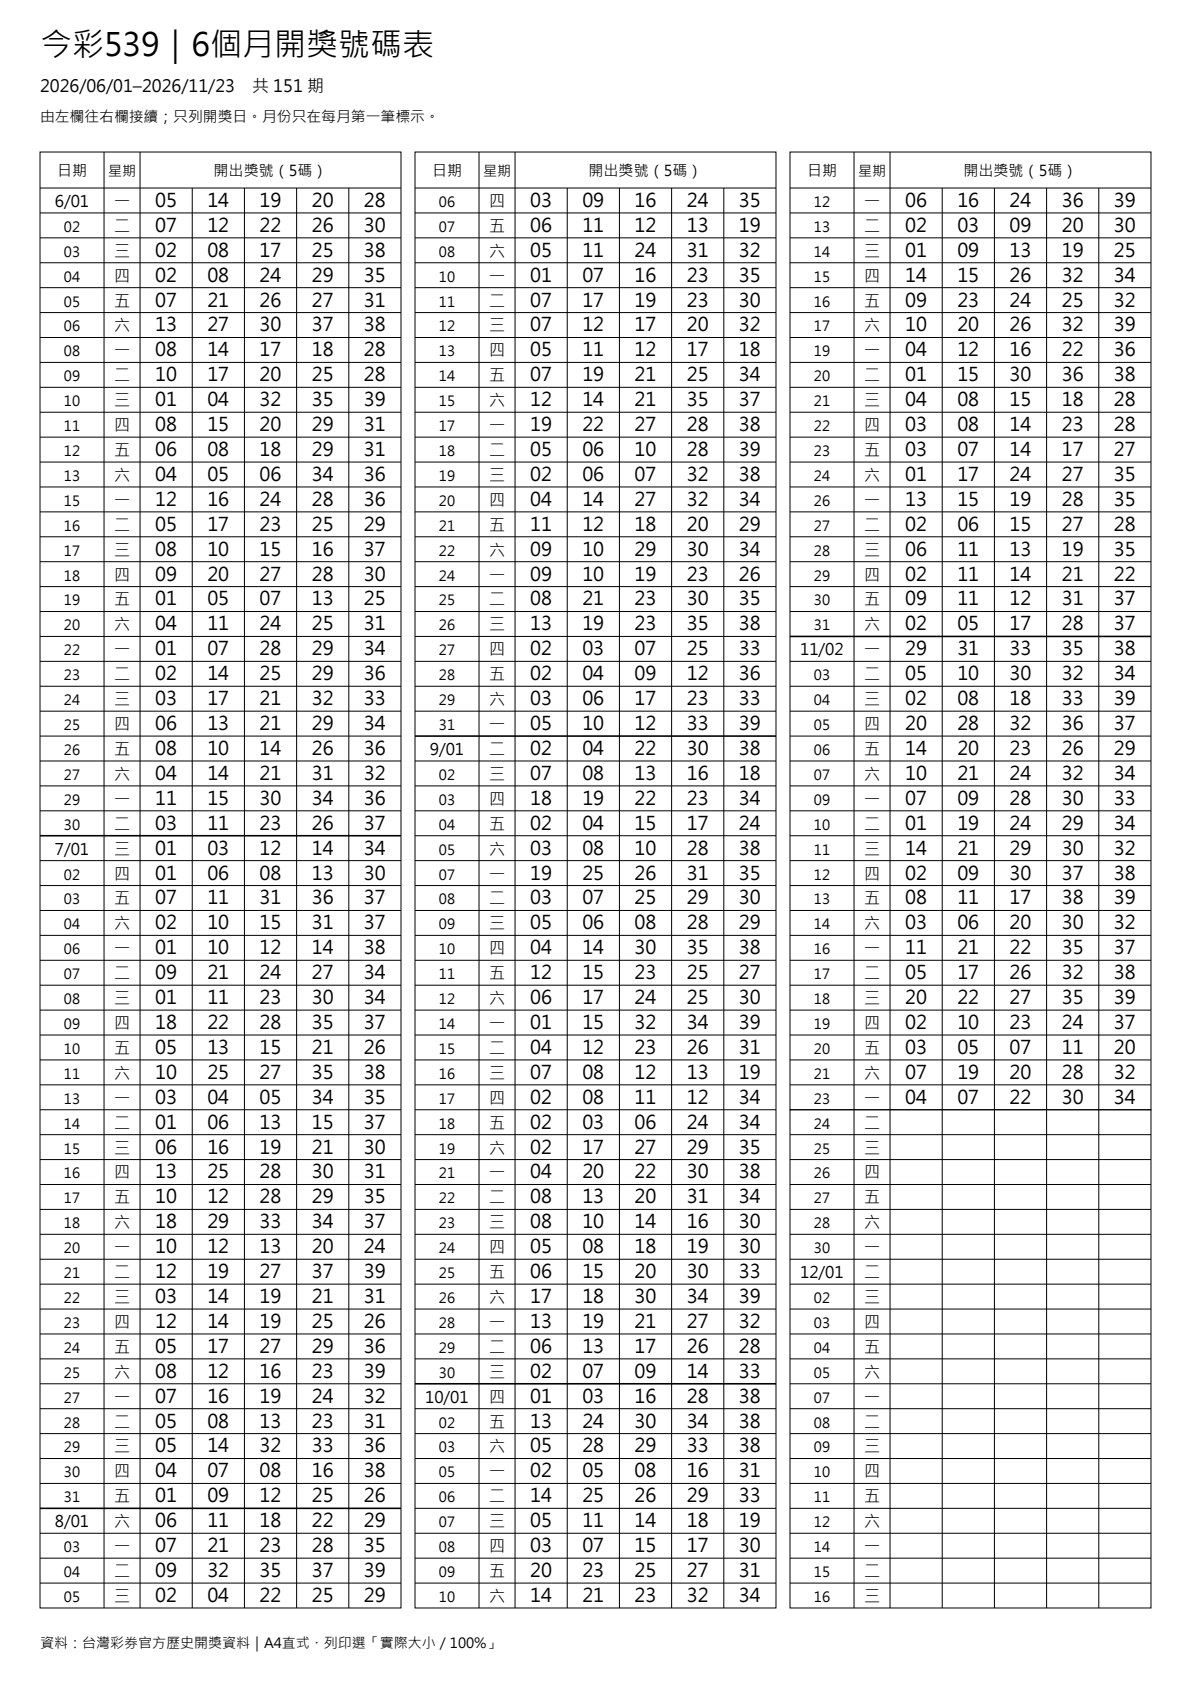 今彩539｜6個月開獎號碼表
2026/06/01–2026/11/23　共 151 期
由左欄往右欄接續；只列開獎日。月份只在每月第一筆標示。
日期 星期 開出獎號（5碼）
6/01 一 05 14 19 20 28
02 二 07 12 22 26 30
03 三 02 08 17 25 38
04 四 02 08 24 29 35
05 五 07 21 26 27 31
06 六 13 27 30 37 38
08 一 08 14 17 18 28
09 二 10 17 20 25 28
10 三 01 04 32 35 39
11 四 08 15 20 29 31
12 五 06 08 18 29 31
13 六 04 05 06 34 36
15 一 12 16 24 28 36
16 二 05 17 23 25 29
17 三 08 10 15 16 37
18 四 09 20 27 28 30
19 五 01 05 07 13 25
20 六 04 11 24 25 31
22 一 01 07 28 29 34
23 二 02 14 25 29 36
24 三 03 17 21 32 33
25 四 06 13 21 29 34
26 五 08 10 14 26 36
27 六 04 14 21 31 32
29 一 11 15 30 34 36
30 二 03 11 23 26 37
7/01 三 01 03 12 14 34
02 四 01 06 08 13 30
03 五 07 11 31 36 37
04 六 02 10 15 31 37
06 一 01 10 12 14 38
07 二 09 21 24 27 34
08 三 01 11 23 30 34
09 四 18 22 28 35 37
10 五 05 13 15 21 26
11 六 10 25 27 35 38
13 一 03 04 05 34 35
14 二 01 06 13 15 37
15 三 06 16 19 21 30
16 四 13 25 28 30 31
17 五 10 12 28 29 35
18 六 18 29 33 34 37
20 一 10 12 13 20 24
21 二 12 19 27 37 39
22 三 03 14 19 21 31
23 四 12 14 19 25 26
24 五 05 17 27 29 36
25 六 08 12 16 23 39
27 一 07 16 19 24 32
28 二 05 08 13 23 31
29 三 05 14 32 33 36
30 四 04 07 08 16 38
31 五 01 09 12 25 26
8/01 六 06 11 18 22 29
03 一 07 21 23 28 35
04 二 09 32 35 37 39
05 三 02 04 22 25 29
日期 星期 開出獎號（5碼）
06 四 03 09 16 24 35
07 五 06 11 12 13 19
08 六 05 11 24 31 32
10 一 01 07 16 23 35
11 二 07 17 19 23 30
12 三 07 12 17 20 32
13 四 05 11 12 17 18
14 五 07 19 21 25 34
15 六 12 14 21 35 37
17 一 19 22 27 28 38
18 二 05 06 10 28 39
19 三 02 06 07 32 38
20 四 04 14 27 32 34
21 五 11 12 18 20 29
22 六 09 10 29 30 34
24 一 09 10 19 23 26
25 二 08 21 23 30 35
26 三 13 19 23 35 38
27 四 02 03 07 25 33
28 五 02 04 09 12 36
29 六 03 06 17 23 33
31 一 05 10 12 33 39
9/01 二 02 04 22 30 38
02 三 07 08 13 16 18
03 四 18 19 22 23 34
04 五 02 04 15 17 24
05 六 03 08 10 28 38
07 一 19 25 26 31 35
08 二 03 07 25 29 30
09 三 05 06 08 28 29
10 四 04 14 30 35 38
11 五 12 15 23 25 27
12 六 06 17 24 25 30
14 一 01 15 32 34 39
15 二 04 12 23 26 31
16 三 07 08 12 13 19
17 四 02 08 11 12 34
18 五 02 03 06 24 34
19 六 02 17 27 29 35
21 一 04 20 22 30 38
22 二 08 13 20 31 34
23 三 08 10 14 16 30
24 四 05 08 18 19 30
25 五 06 15 20 30 33
26 六 17 18 30 34 39
28 一 13 19 21 27 32
29 二 06 13 17 26 28
30 三 02 07 09 14 33
10/01 四 01 03 16 28 38
02 五 13 24 30 34 38
03 六 05 28 29 33 38
05 一 02 05 08 16 31
06 二 14 25 26 29 33
07 三 05 11 14 18 19
08 四 03 07 15 17 30
09 五 20 23 25 27 31
10 六 14 21 23 32 34
日期 星期 開出獎號（5碼）
12 一 06 16 24 36 39
13 二 02 03 09 20 30
14 三 01 09 13 19 25
15 四 14 15 26 32 34
16 五 09 23 24 25 32
17 六 10 20 26 32 39
19 一 04 12 16 22 36
20 二 01 15 30 36 38
21 三 04 08 15 18 28
22 四 03 08 14 23 28
23 五 03 07 14 17 27
24 六 01 17 24 27 35
26 一 13 15 19 28 35
27 二 02 06 15 27 28
28 三 06 11 13 19 35
29 四 02 11 14 21 22
30 五 09 11 12 31 37
31 六 02 05 17 28 37
11/02 一 29 31 33 35 38
03 二 05 10 30 32 34
04 三 02 08 18 33 39
05 四 20 28 32 36 37
06 五 14 20 23 26 29
07 六 10 21 24 32 34
09 一 07 09 28 30 33
10 二 01 19 24 29 34
11 三 14 21 29 30 32
12 四 02 09 30 37 38
13 五 08 11 17 38 39
14 六 03 06 20 30 32
16 一 11 21 22 35 37
17 二 05 17 26 32 38
18 三 20 22 27 35 39
19 四 02 10 23 24 37
20 五 03 05 07 11 20
21 六 07 19 20 28 32
23 一 04 07 22 30 34
24 二
25 三
26 四
27 五
28 六
30 一
12/01 二
02 三
03 四
04 五
05 六
07 一
08 二
09 三
10 四
11 五
12 六
14 一
15 二
16 三
資料：台灣彩券官方歷史開獎資料｜A4直式．列印選「實際大小 / 100%」